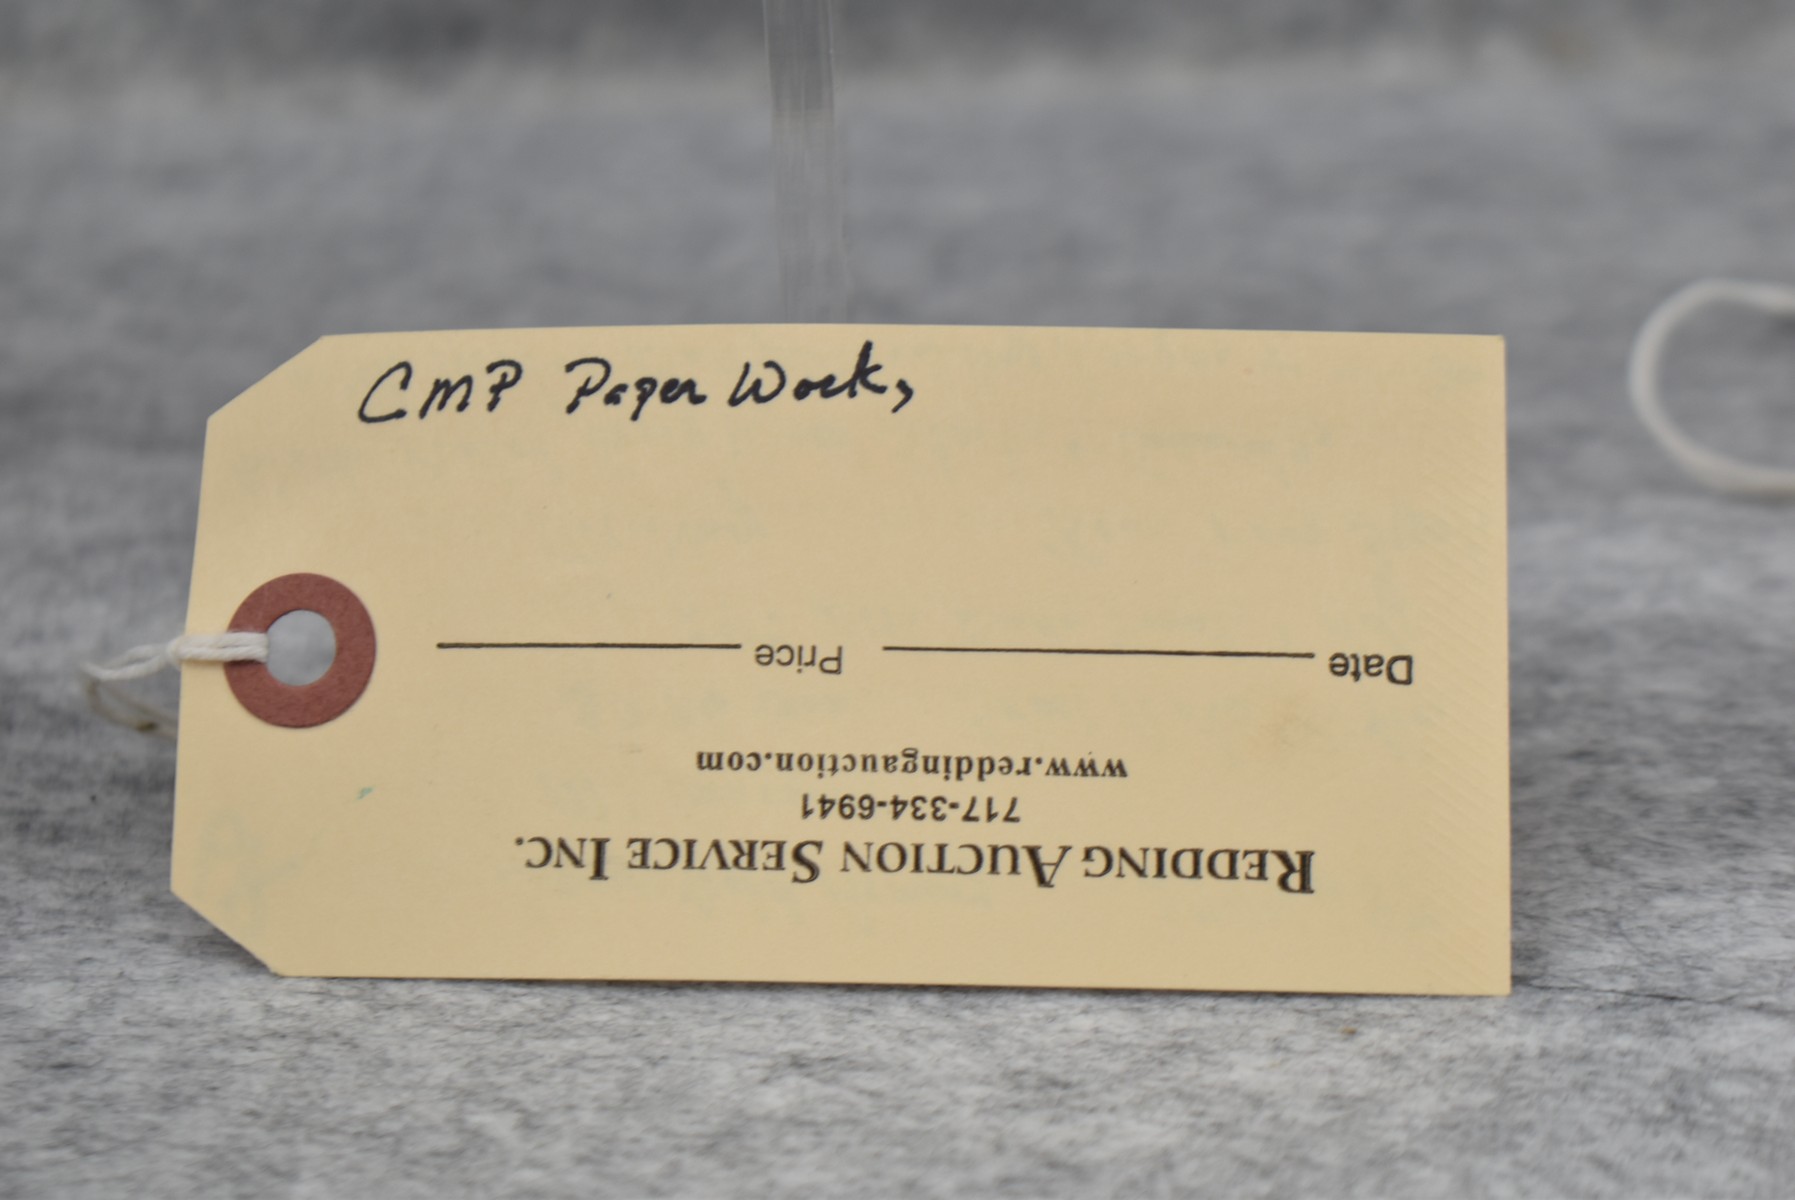 CMP Paper Work,
REDDING AUCTION SERVICE INC.
717-334-6941
www.reddingauction.com
Date Price